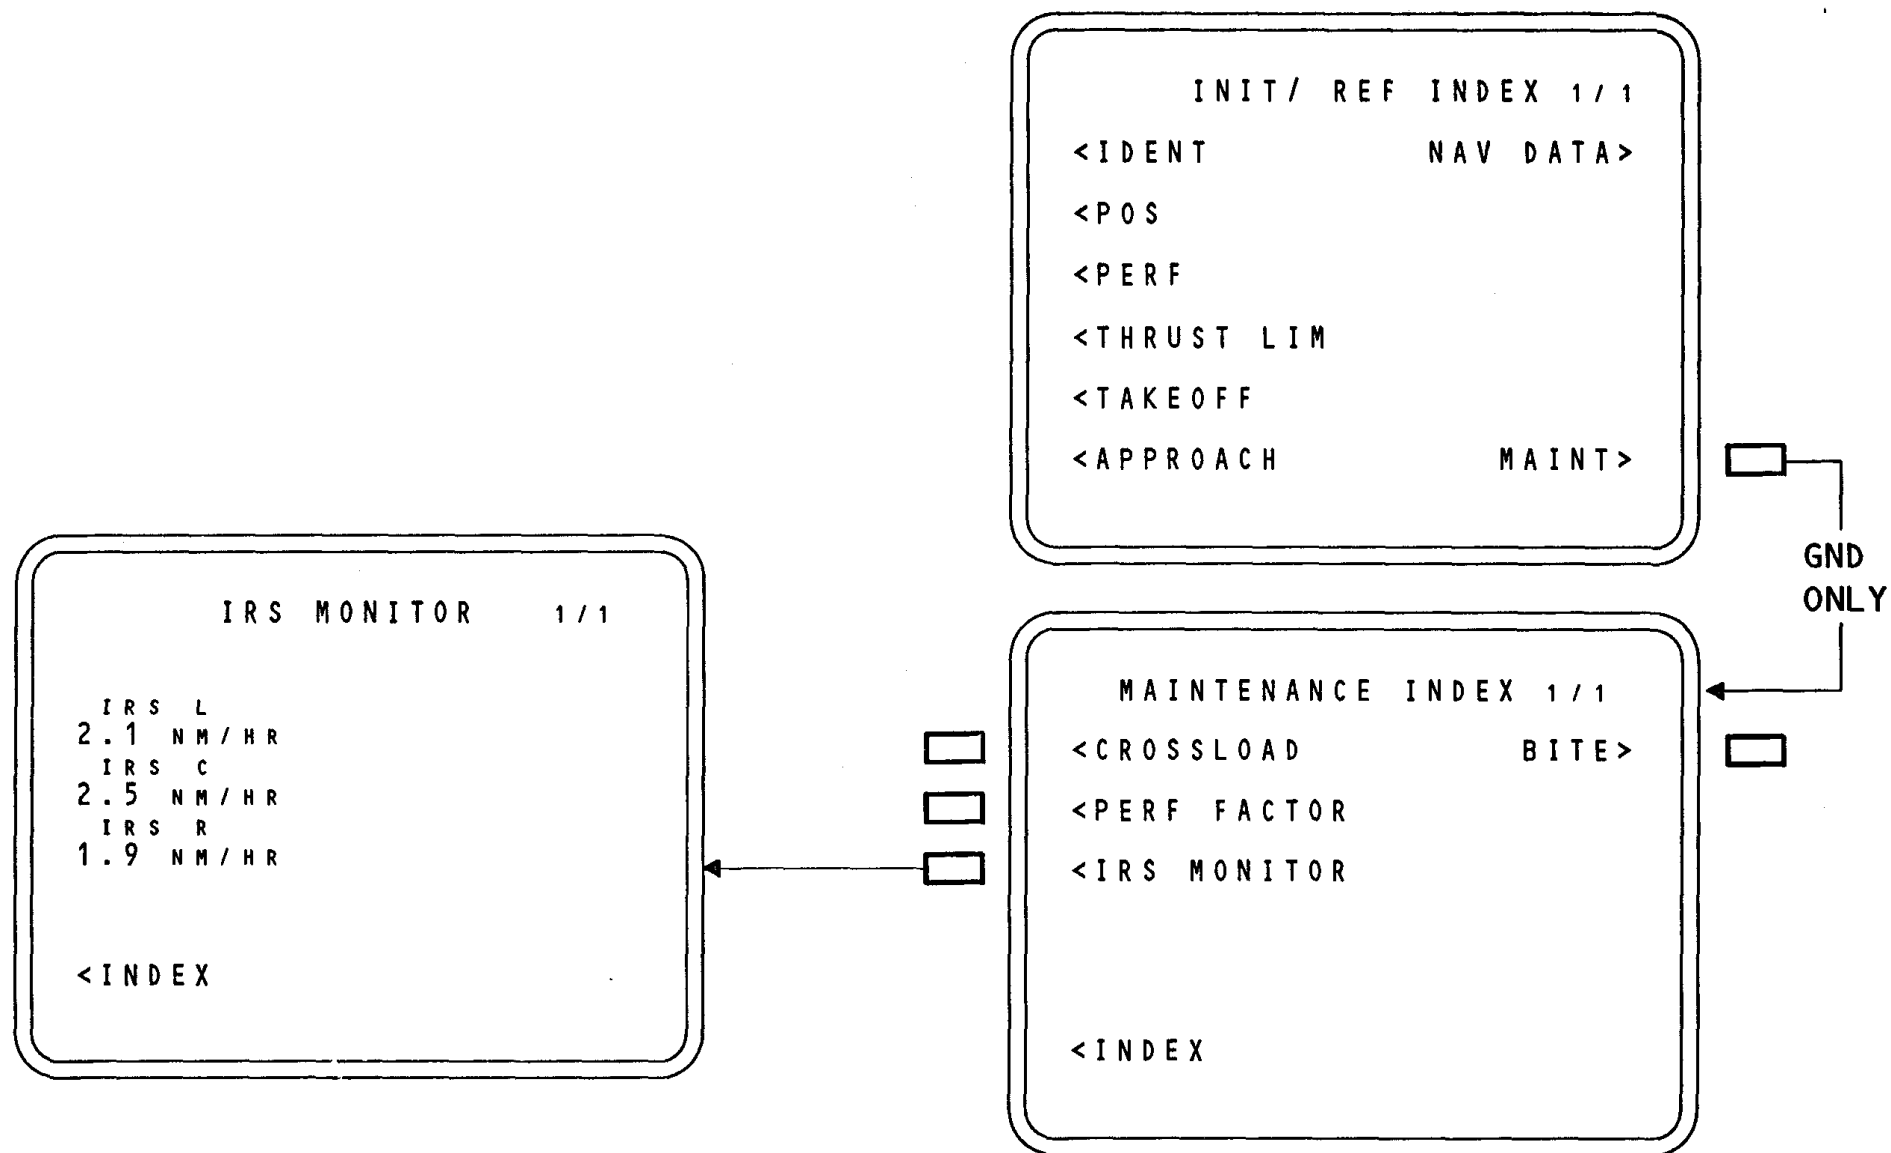 INIT/ REF INDEX 1/1
<IDENT NAV DATA>
<POS
<PERF
<THRUST LIM
<TAKEOFF
<APPROACH MAINT>
GND
ONLY
MAINTENANCE INDEX 1/1
<CROSSLOAD BITE>
<PERF FACTOR
<IRS MONITOR
<INDEX
IRS MONITOR 1/1
IRS L
2.1 NM/HR
IRS C
2.5 NM/HR
IRS R
1.9 NM/HR
<INDEX